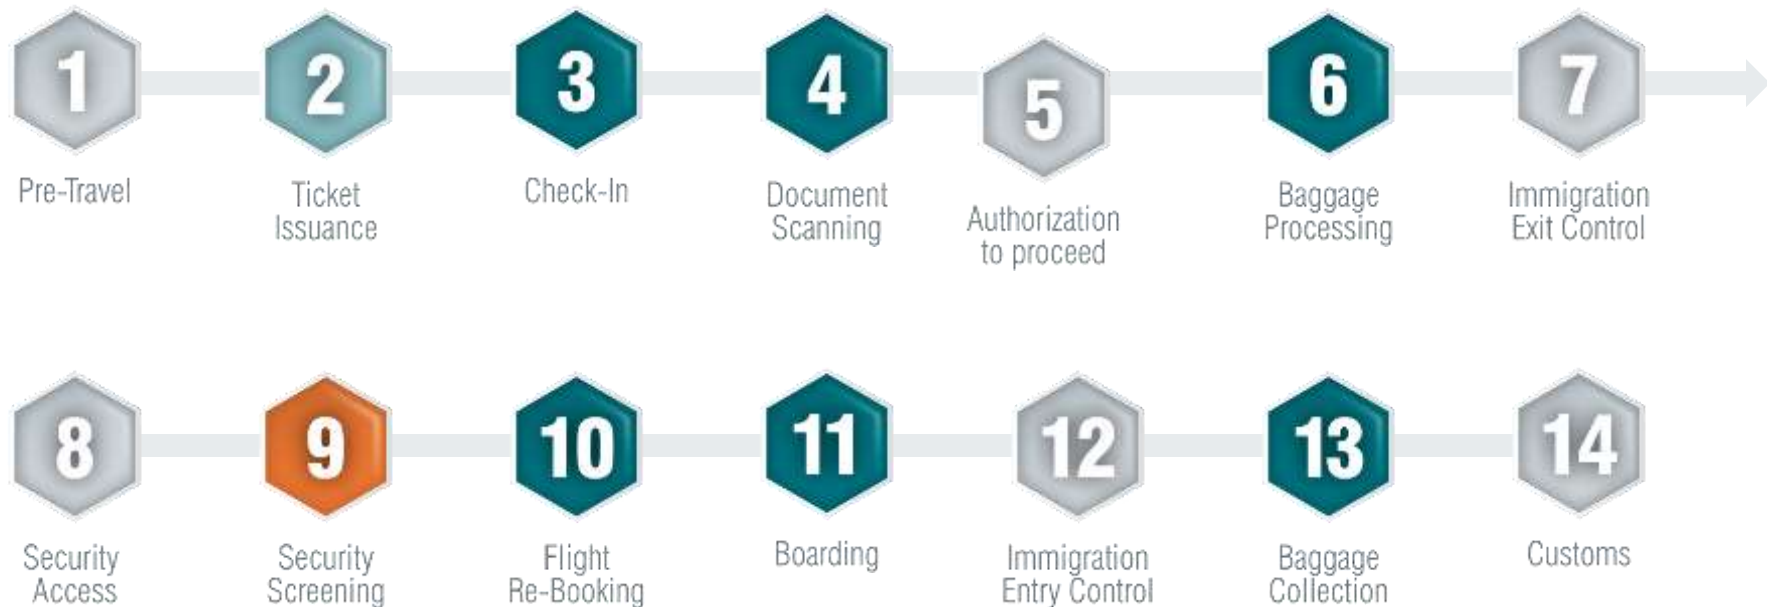 1
2
3
4
5
6
7
Pre-Travel
Ticket
Issuance
Check-In
Document
Scanning
Authorization
to proceed
Baggage
Processing
Immigration
Exit Control
8
9
10
11
12
13
14
Security
Access
Security
Screening
Flight
Re-Booking
Boarding
Immigration
Entry Control
Baggage
Collection
Customs